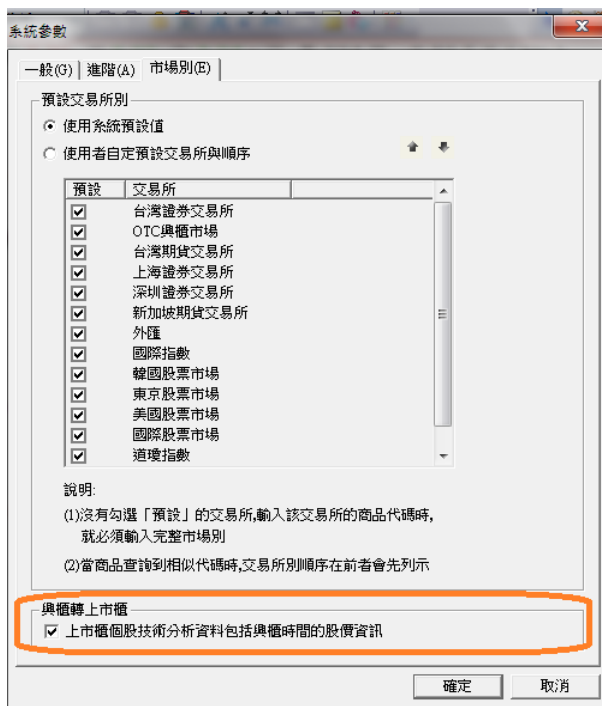 系統參數
一般(G) 進階(A) 市場別(E)
預設交易所別
使用系統預設值
使用者自定預設交易所與順序
預設 交易所
台灣證券交易所
OTC興櫃市場
台灣期貨交易所
上海證券交易所
深圳證券交易所
新加坡期貨交易所
外匯
國際指數
韓國股票市場
東京股票市場
美國股票市場
國際股票市場
道瓊指數
說明:
(1)沒有勾選「預設」的交易所,輸入該交易所的商品代碼時,
就必須輸入完整市場別
(2)當商品查詢到相似代碼時,交易所別順序在前者會先列示
興櫃轉上市櫃
上市櫃個股技術分析資料包括興櫃時間的股價資訊
確定 取消